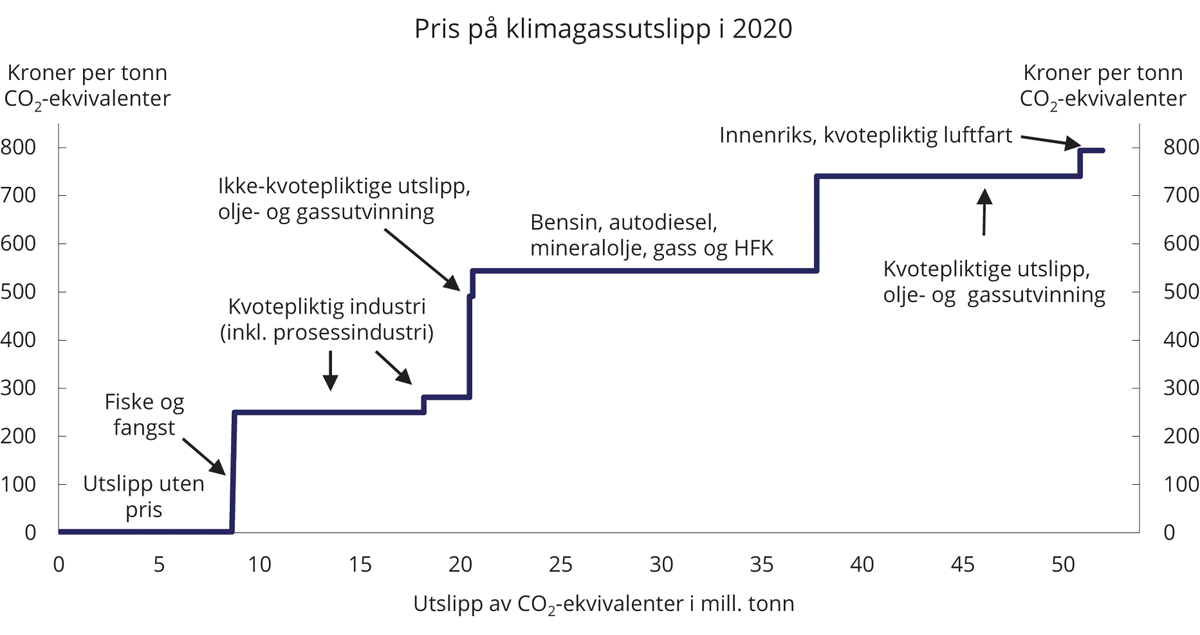 Pris på klimagassutslipp i 2020
Kroner per tonn
CO₂-ekvivalenter
Kroner per tonn
CO₂-ekvivalenter
800
700
600
500
400
300
200
100
0
800
700
600
500
400
300
200
100
0
Innenriks, kvotepliktig luftfart
Ikke-kvotepliktige utslipp,
olje- og gassutvinning
Bensin, autodiesel,
mineralolje, gass og HFK
Kvotepliktige utslipp,
olje- og gassutvinning
Kvotepliktig industri
(inkl. prosessindustri)
Fiske og
fangst
Utslipp uten
pris
0 5 10 15 20 25 30 35 40 45 50
Utslipp av CO₂-ekvivalenter i mill. tonn